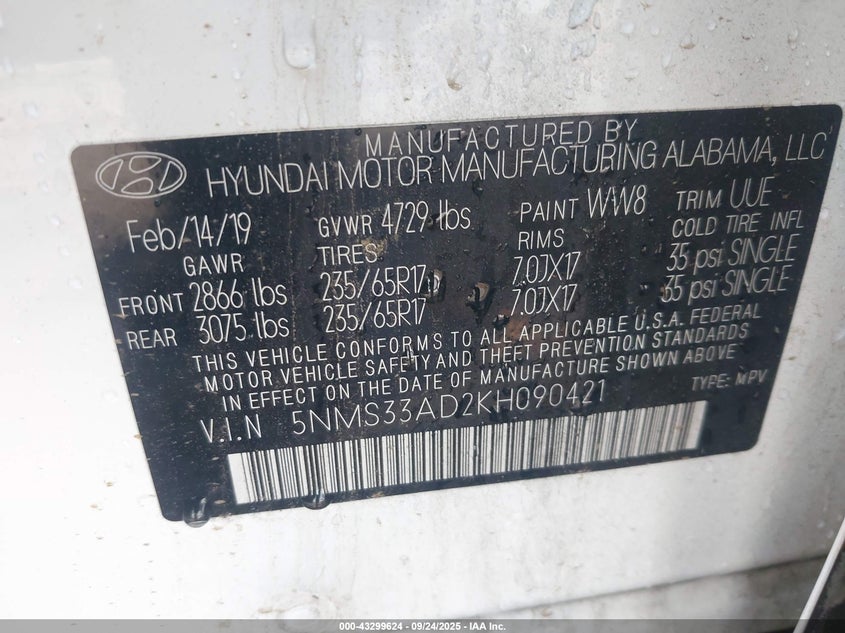 MANUFACTURED BY
HYUNDAI MOTOR MANUFACTURING ALABAMA, LLC
Feb/14/19 GVWR 4729 lbs PAINT WW8 TRIM UUE
GAWR TIRES RIMS COLD TIRE INFL
FRONT 2866 lbs 235/65R17 7.0JX17 35 psi SINGLE
REAR 3075 lbs 235/65R17 7.0JX17 35 psi SINGLE
THIS VEHICLE CONFORMS TO ALL APPLICABLE U.S.A. FEDERAL
MOTOR VEHICLE SAFETY AND THEFT PREVENTION STANDARDS
IN EFFECT ON THE DATE OF MANUFACTURE SHOWN ABOVE
V.I.N 5NMS33AD2KH090421 TYPE: MPV
000-43299624 - 09/24/2025 - IAA Inc.